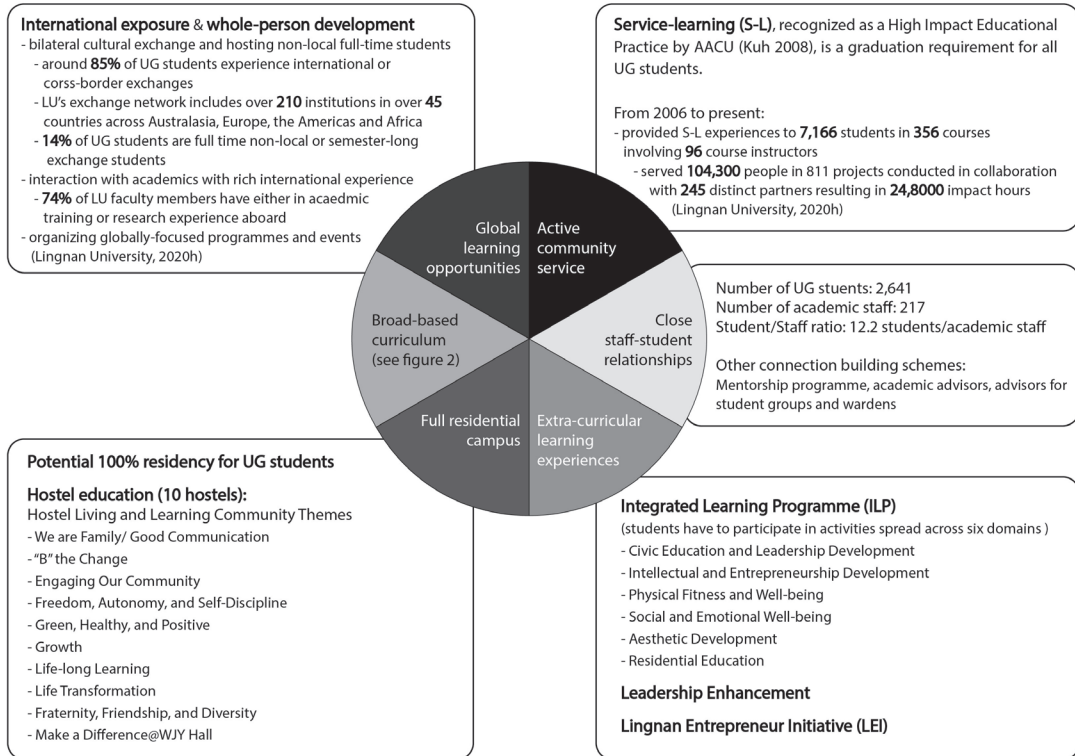 International exposure & whole-person development
- bilateral cultural exchange and hosting non-local full-time students
- around 85% of UG students experience international or
corss-border exchanges
- LU's exchange network includes over 210 institutions in over 45
countries across Australasia, Europe, the Americas and Africa
- 14% of UG students are full time non-local or semester-long
exchange students
- interaction with academics with rich international experience
- 74% of LU faculty members have either in acaedmic
training or research experience aboard
- organizing globally-focused programmes and events
(Lingnan University, 2020h)
Service-learning (S-L), recognized as a High Impact Educational
Practice by AACU (Kuh 2008), is a graduation requirement for all
UG students.
From 2006 to present:
- provided S-L experiences to 7,166 students in 356 courses
involving 96 course instructors
- served 104,300 people in 811 projects conducted in collaboration
with 245 distinct partners resulting in 24,8000 impact hours
(Lingnan University, 2020h)
Global
learning
opportunities
Active
community
service
Broad-based
curriculum
(see figure 2)
Close
staff-student
relationships
Full residential
campus
Extra-curricular
learning
experiences
Number of UG stuents: 2,641
Number of academic staff: 217
Student/Staff ratio: 12.2 students/academic staff
Other connection building schemes:
Mentorship programme, academic advisors, advisors for
student groups and wardens
Potential 100% residency for UG students
Hostel education (10 hostels):
Hostel Living and Learning Community Themes
- We are Family/ Good Communication
- "B" the Change
- Engaging Our Community
- Freedom, Autonomy, and Self-Discipline
- Green, Healthy, and Positive
- Growth
- Life-long Learning
- Life Transformation
- Fraternity, Friendship, and Diversity
- Make a Difference@WJY Hall
Integrated Learning Programme (ILP)
(students have to participate in activities spread across six domains )
- Civic Education and Leadership Development
- Intellectual and Entrepreneurship Development
- Physical Fitness and Well-being
- Social and Emotional Well-being
- Aesthetic Development
- Residential Education
Leadership Enhancement
Lingnan Entrepreneur Initiative (LEI)